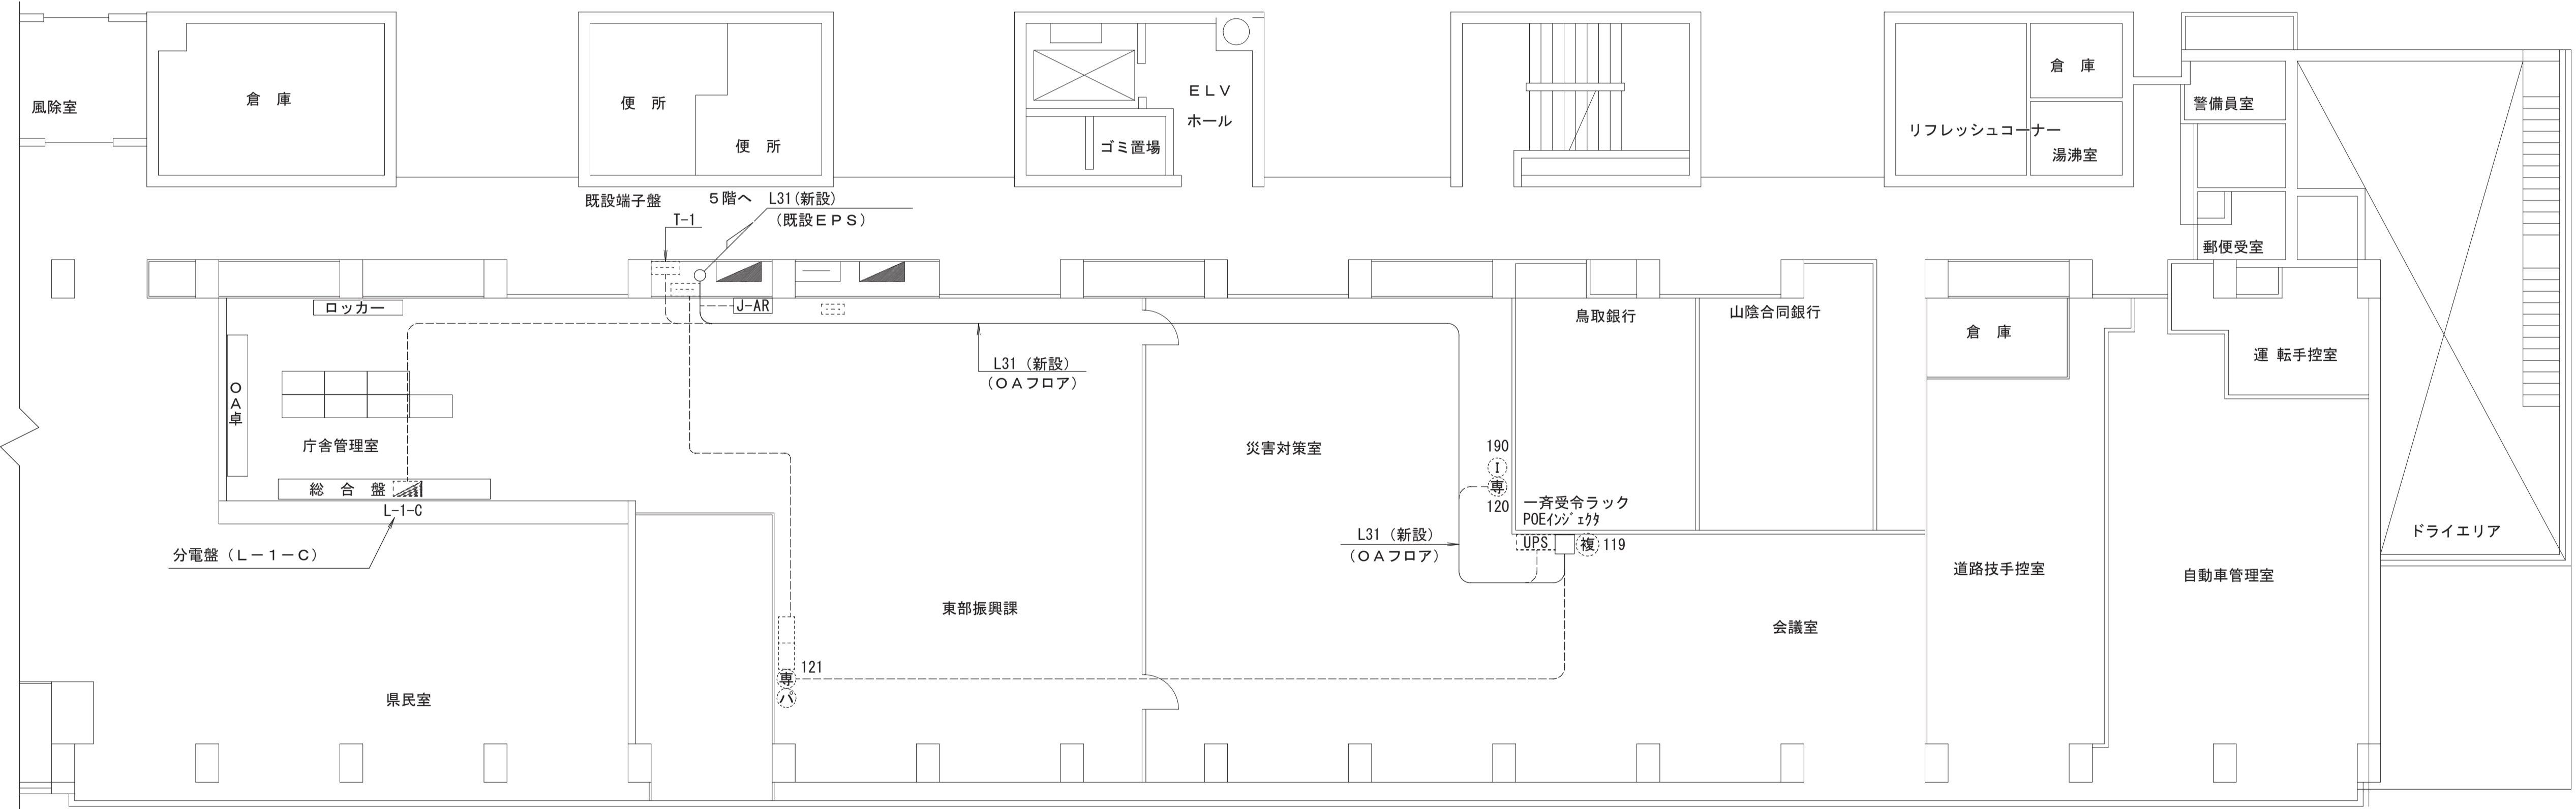 風除室
倉 庫
便 所
便 所
ELV
ホール
ゴミ置場
リフレッシュコーナー
倉 庫
湯沸室
警備員室
郵便受室
既設端子盤
T-1
5階へ
L31(新設)
(既設EPS)
ロッカー
J-AR
OA卓
庁舎管理室
総 合 盤
L-1-C
分電盤(L-1-C)
L31(新設)
(OAフロア)
鳥取銀行
山陰合同銀行
倉 庫
運 転手控室
災害対策室
190
I
専
120
一斉受令ラック
POEインジェクタ
UPS
複 119
L31(新設)
(OAフロア)
ドライエリア
道路技手控室
自動車管理室
東部振興課
会議室
121
専
パ
県民室